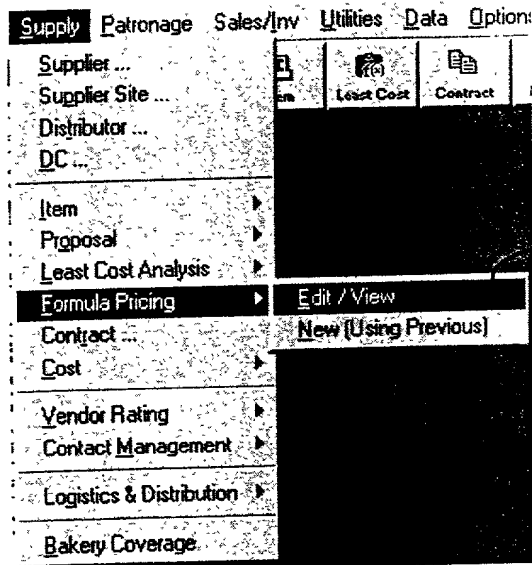 Supply Patronage Sales/Inv Utilities Data Options
Supplier ...
Supplier Site ...
Distributor ...
DC ...
Least Cost Contract
Item
Proposal
Least Cost Analysis
Formula Pricing
Edit / View
New (Using Previous)
Contract ...
Cost
Vendor Rating
Contact Management
Logistics & Distribution
Bakery Coverage